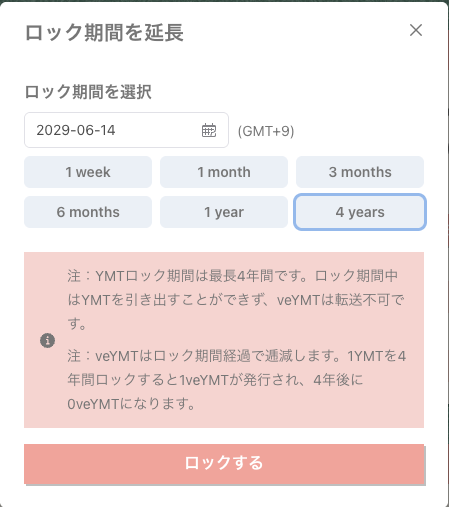 ロック期間を延長
ロック期間を選択
2029-06-14 (GMT+9)
1 week 1 month 3 months
6 months 1 year 4 years
注：YMTロック期間は最長4年間です。ロック期間中
はYMTを引き出すことができず、veYMTは転送不可で
す。
注：veYMTはロック期間経過で逓減します。1YMTを4
年間ロックすると1veYMTが発行され、4年後に
0veYMTになります。
ロックする